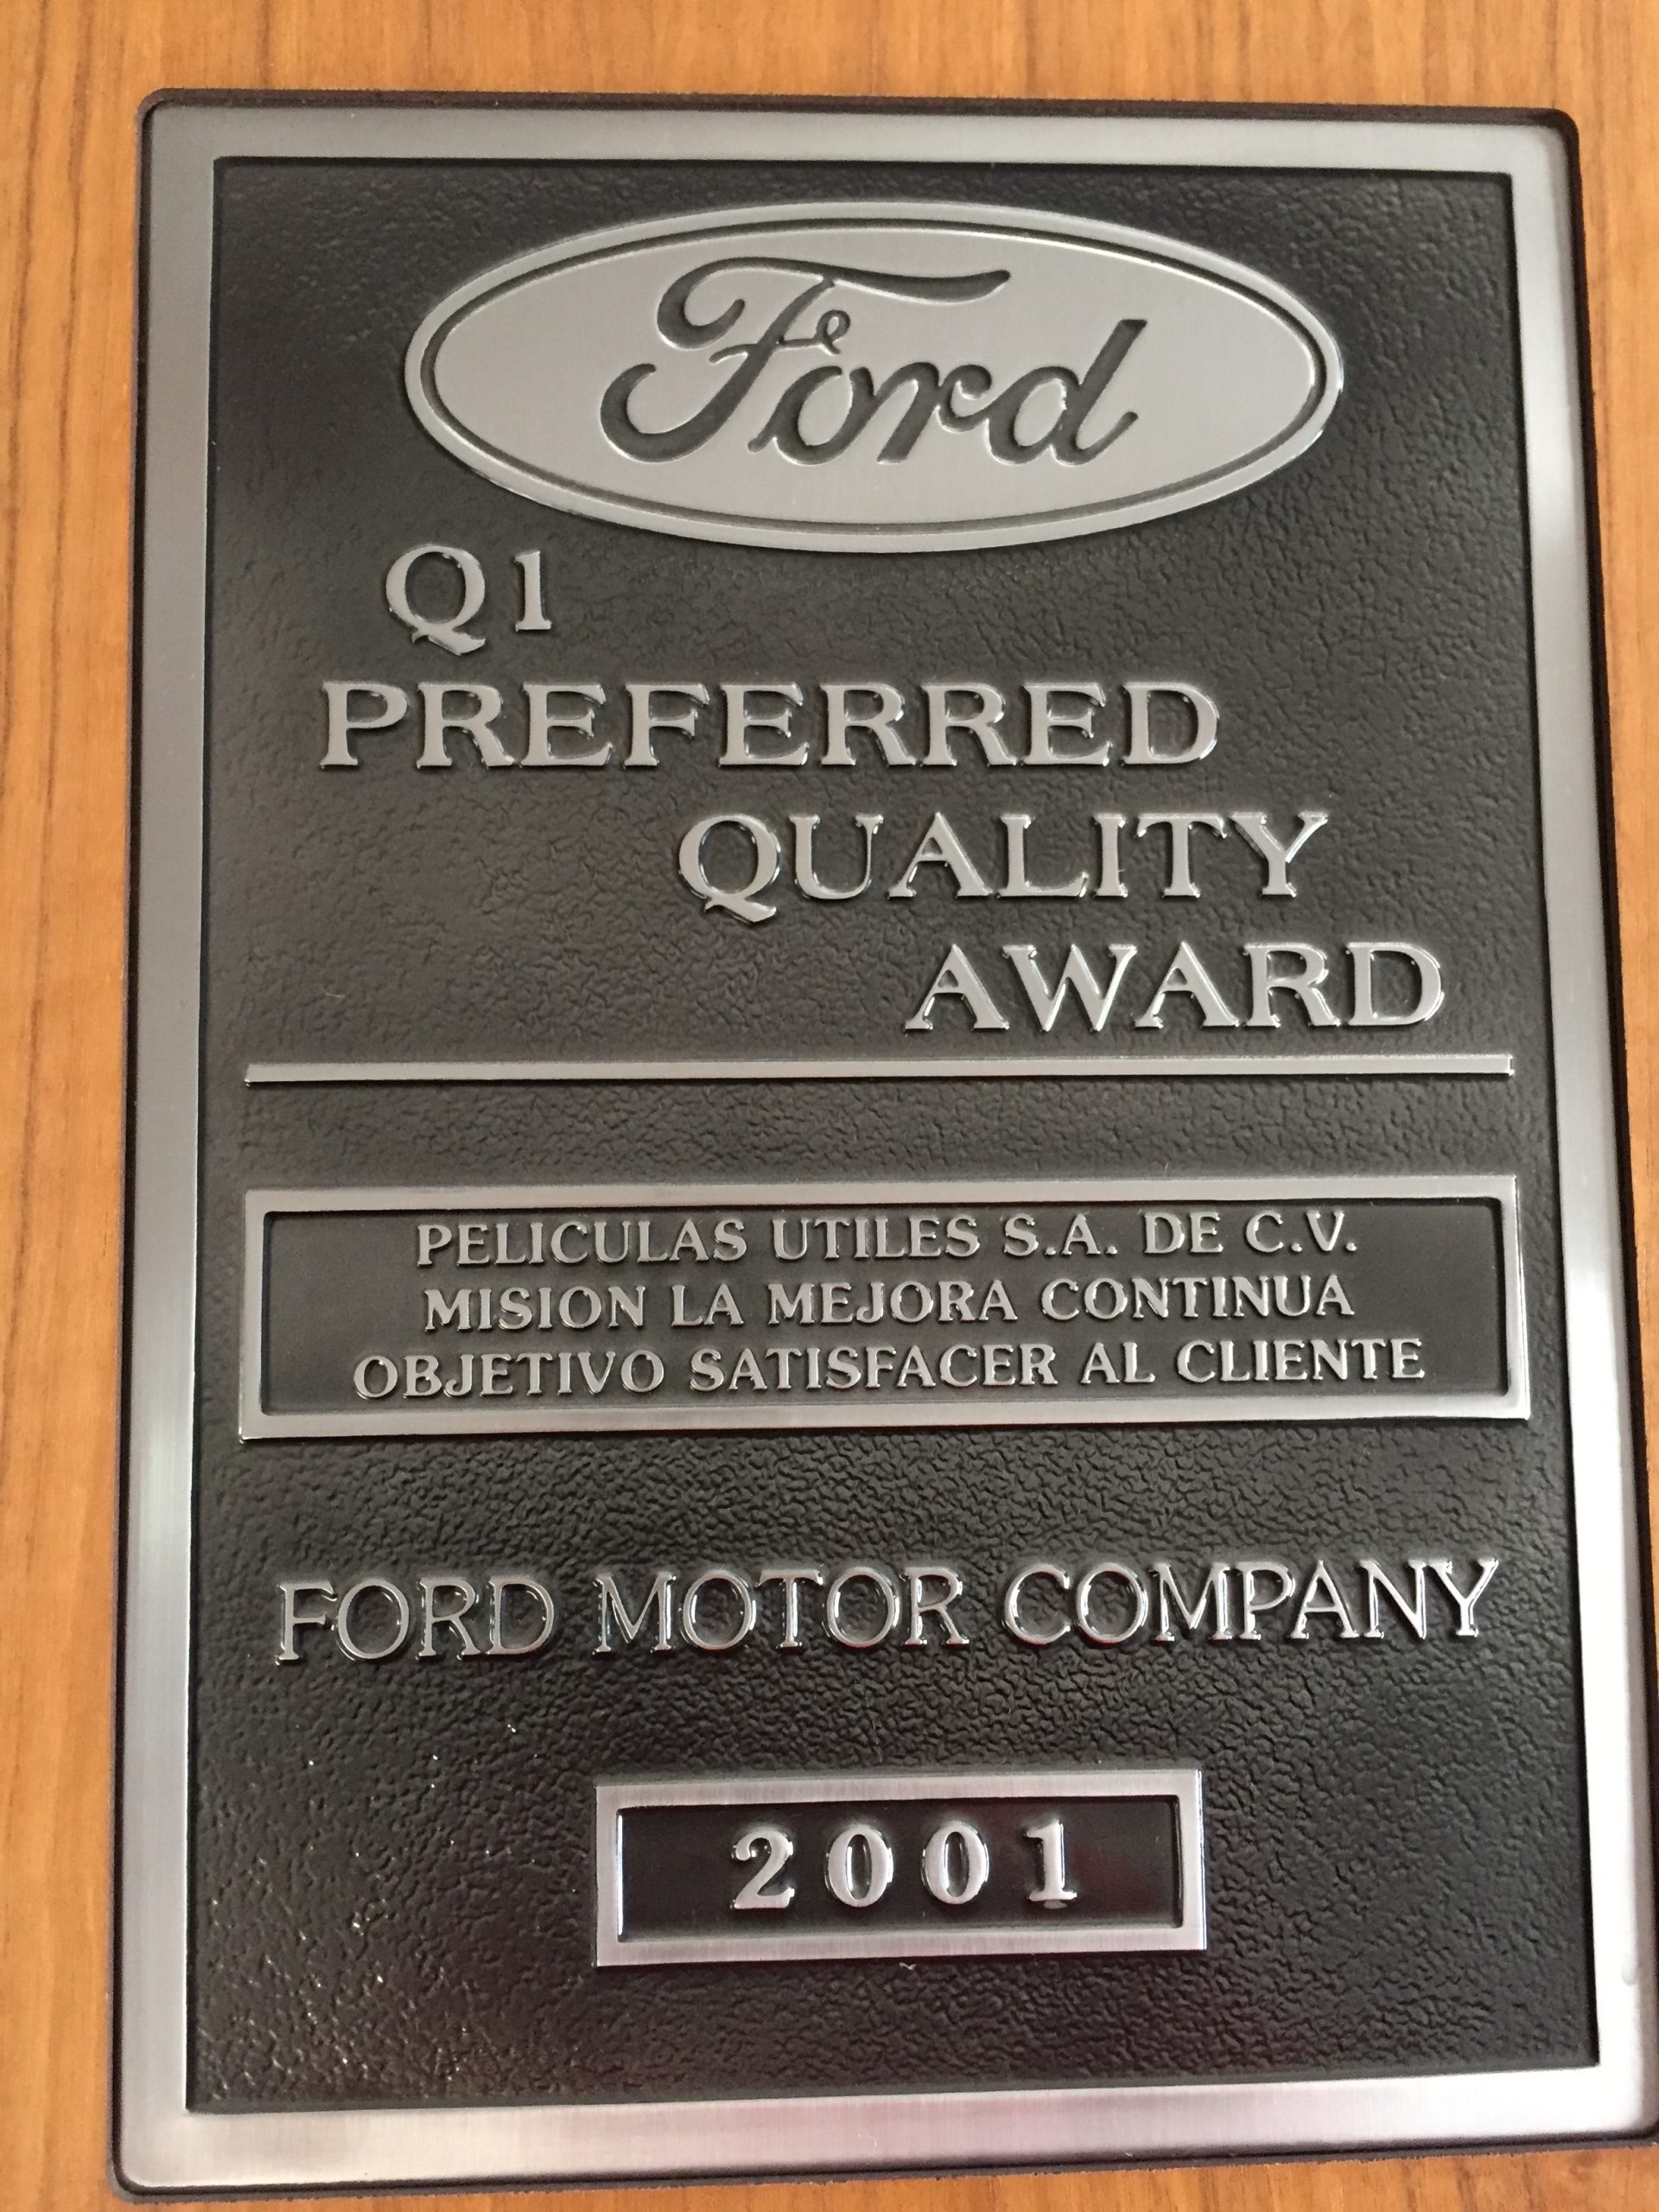 Ford
Q1
PREFERRED
QUALITY
AWARD
PELICULAS UTILES S.A. DE C.V.
MISION LA MEJORA CONTINUA
OBJETIVO SATISFACER AL CLIENTE
FORD MOTOR COMPANY
2001